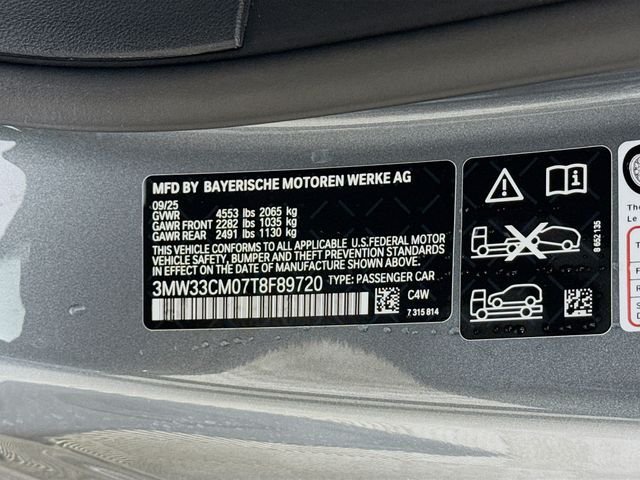 MFD BY BAYERISCHE MOTOREN WERKE AG
09/25
GVWR 4553 lbs 2065 kg
GAWR FRONT 2282 lbs 1035 kg
GAWR REAR 2491 lbs 1130 kg
THIS VEHICLE CONFORMS TO ALL APPLICABLE U.S.FEDERAL MOTOR
VEHICLE SAFETY, BUMPER AND THEFT PREVENTION STANDARDS
IN EFFECT ON THE DATE OF MANUFACTURE SHOWN ABOVE.
3MW33CM07T8F89720 TYPE: PASSENGER CAR
C4W
7 315 814
8 652 135
The
Le